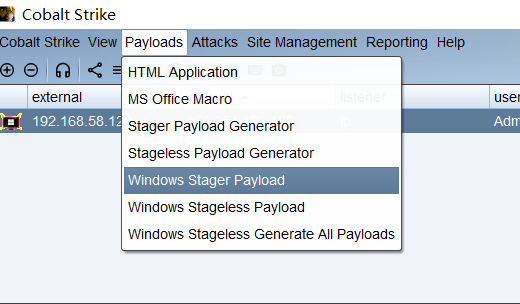 Cobalt Strike
Cobalt Strike View Payloads Attacks Site Management Reporting Help
HTML Application
external listener user
MS Office Macro
192.168.58.12 Adm
Stager Payload Generator
Stageless Payload Generator
Windows Stager Payload
Windows Stageless Payload
Windows Stageless Generate All Payloads